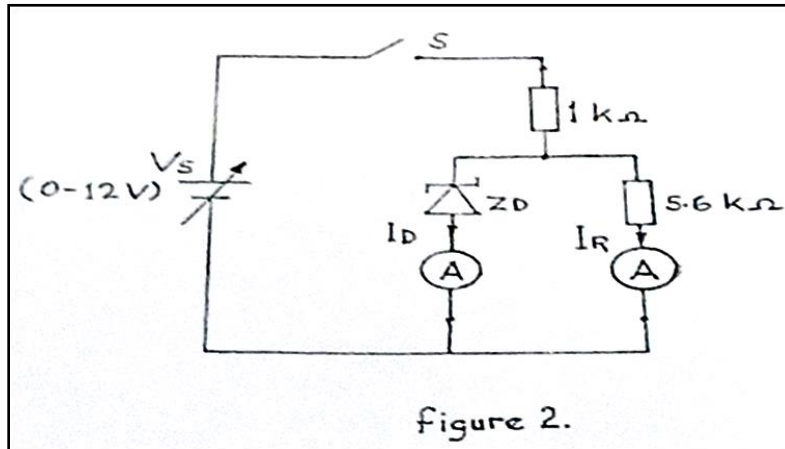 S
1 kΩ
Vs
(0-12V)
ZD
5.6 kΩ
ID
IR
A
A
figure 2.